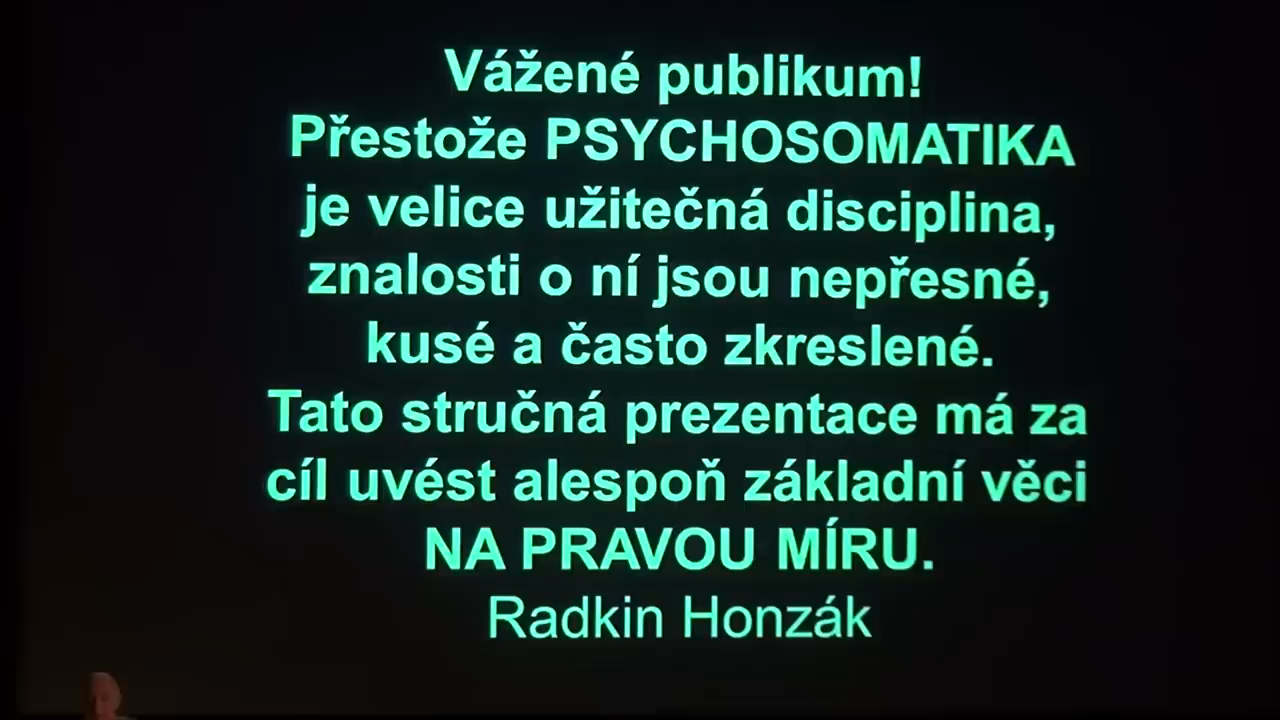 Vážené publikum!
Přestože PSYCHOSOMATIKA
je velice užitečná disciplina,
znalosti o ní jsou nepřesné,
kusé a často zkreslené.
Tato stručná prezentace má za
cíl uvést alespoň základní věci
NA PRAVOU MÍRU.
Radkin Honzák